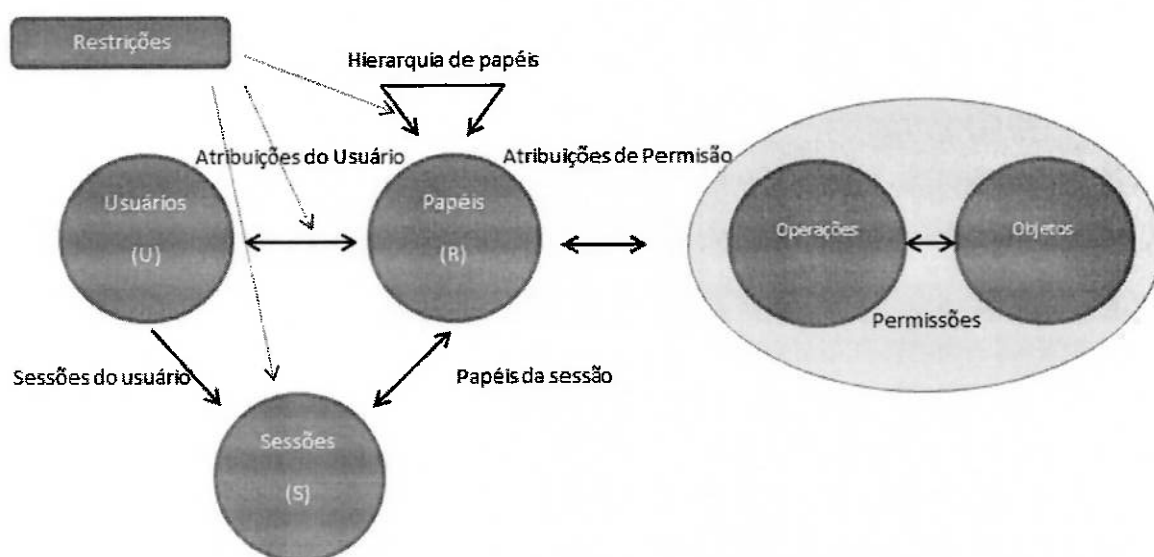 Restrições
Hierarquia de papéis
Atribuições do Usuário
Atribuições de Permisão
Usuários
(U)
Papéis
(R)
Operações
Objetos
Permissões
Sessões do usuário
Papéis da sessão
Sessões
(S)